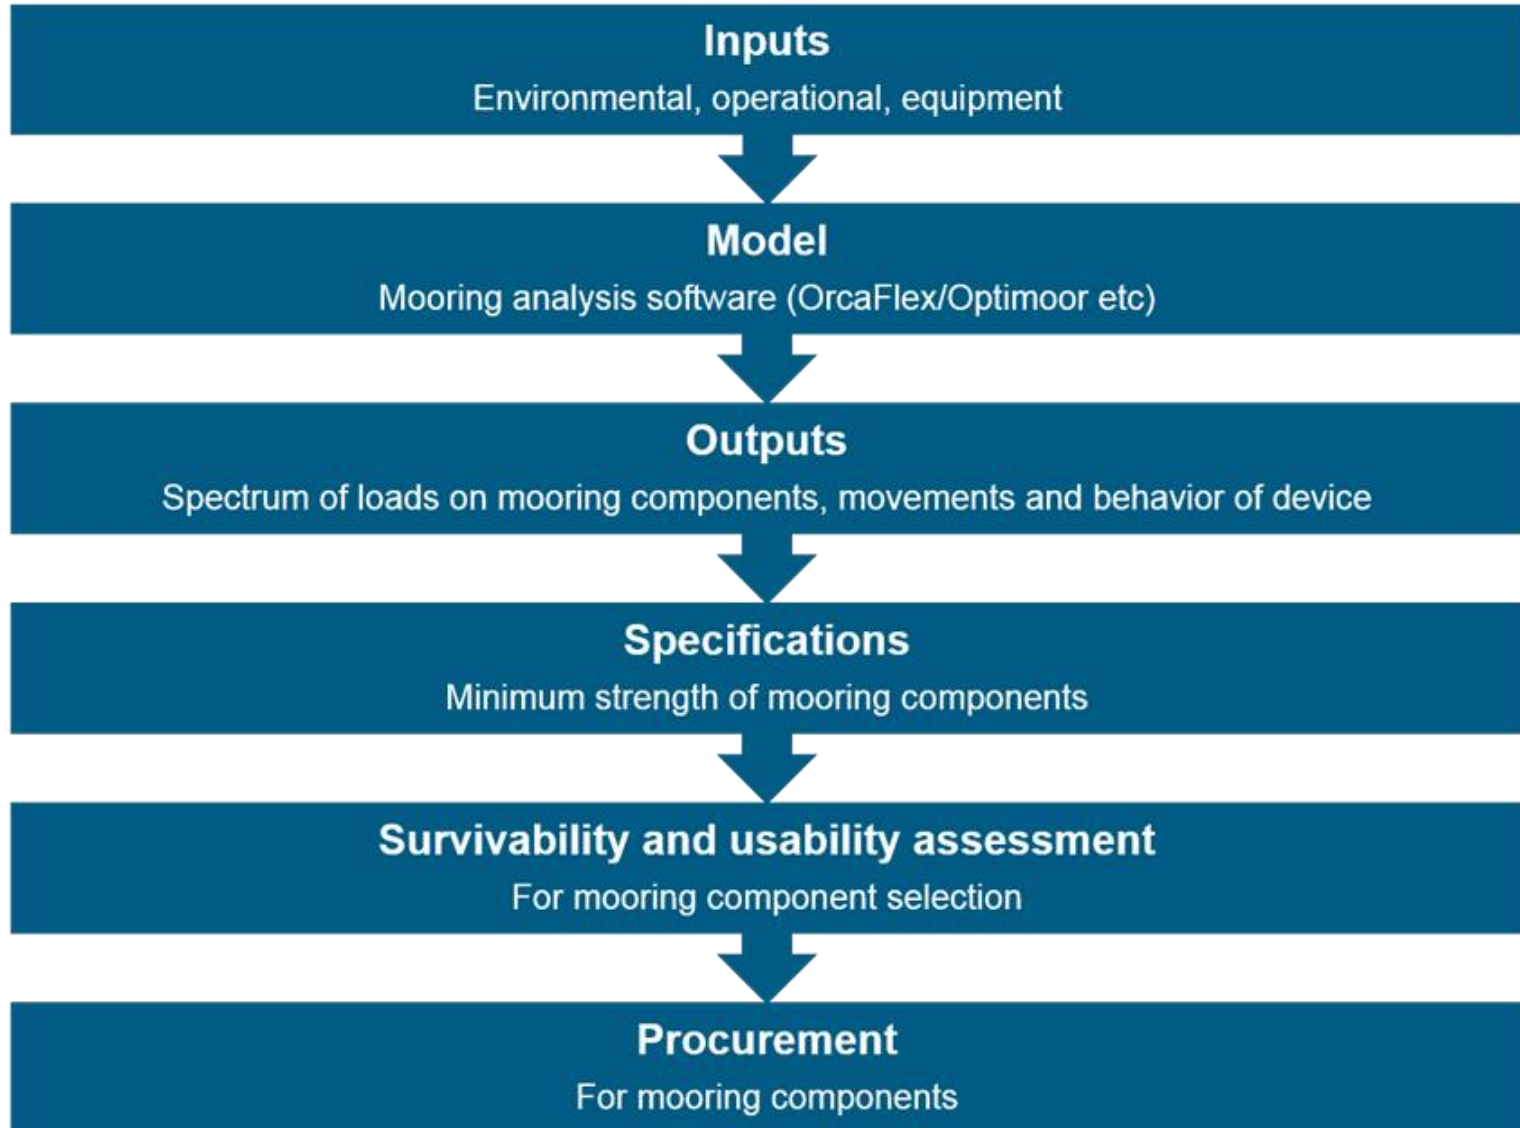 Inputs
Environmental, operational, equipment
Model
Mooring analysis software (OrcaFlex/Optimoor etc)
Outputs
Spectrum of loads on mooring components, movements and behavior of device
Specifications
Minimum strength of mooring components
Survivability and usability assessment
For mooring component selection
Procurement
For mooring components